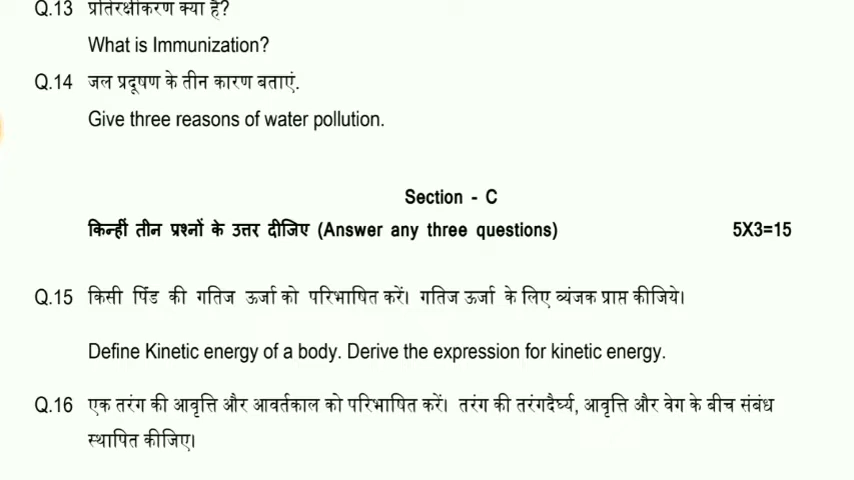 Q.13 प्रतिरक्षीकरण क्या है?
What is Immunization?
Q.14 जल प्रदूषण के तीन कारण बताएं.
Give three reasons of water pollution.
Section - C
किन्हीं तीन प्रश्नों के उत्तर दीजिए (Answer any three questions) 5X3=15
Q.15 किसी पिंड की गतिज ऊर्जा को परिभाषित करें। गतिज ऊर्जा के लिए व्यंजक प्राप्त कीजिये।
Define Kinetic energy of a body. Derive the expression for kinetic energy.
Q.16 एक तरंग की आवृत्ति और आवर्तकाल को परिभाषित करें। तरंग की तरंगदैर्घ्य, आवृत्ति और वेग के बीच संबंध
स्थापित कीजिए।